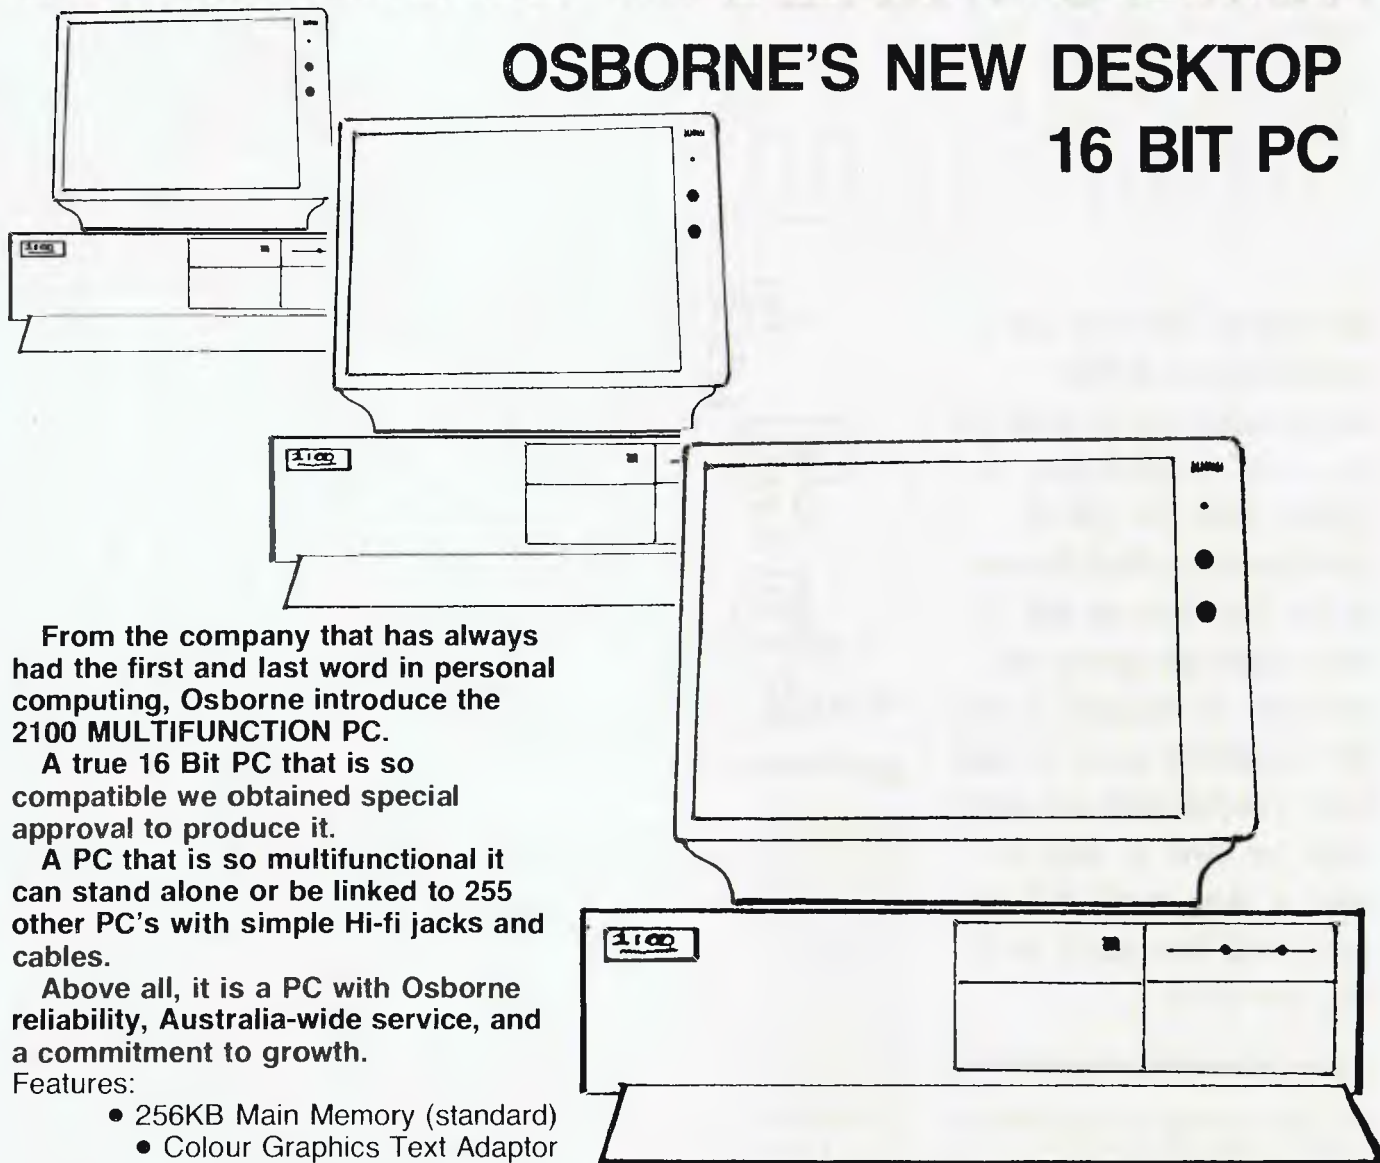 OSBORNE'S NEW DESKTOP
16 BIT PC
From the company that has always
had the first and last word in personal
computing, Osborne introduce the
2100 MULTIFUNCTION PC.
A true 16 Bit PC that is so
compatible we obtained special
approval to produce it.
A PC that is so multifunctional it
can stand alone or be linked to 255
other PC's with simple Hi-fi jacks and
cables.
Above all, it is a PC with Osborne
reliability, Australia-wide service, and
a commitment to growth.
Features:
● 256KB Main Memory (standard)
● Colour Graphics Text Adaptor